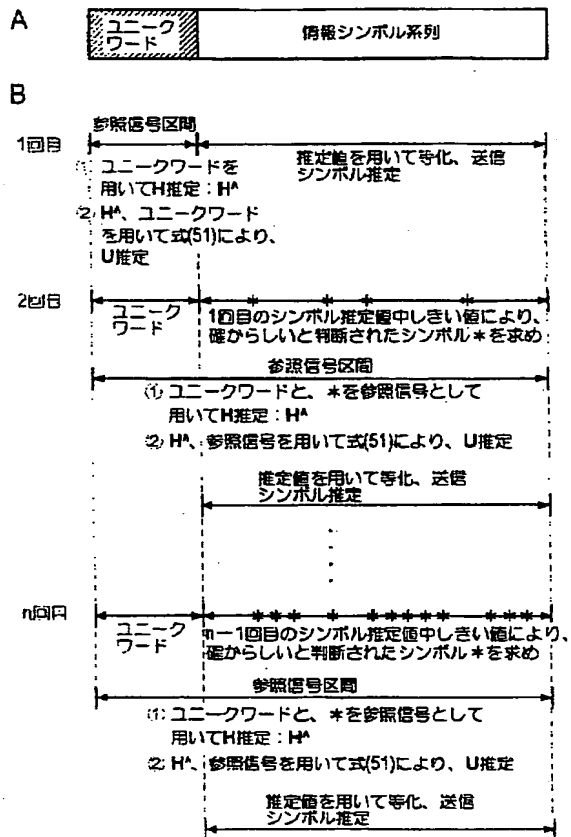 A
ユニーク
ワード
情報シンボル系列
B
1回目
参照信号区間
(1) ユニークワードを
用いてH推定:H^
(2) H^、ユニークワード
を用いて式(51)により、
U推定
推定値を用いて等化、送信
シンボル推定
2回目
ユニーク
ワード
1回目のシンボル推定値中しきい値により、
確からしいと判断されたシンボル*を求め
参照信号区間
(1) ユニークワードと、*を参照信号として
用いてH推定:H^
(2) H^、参照信号を用いて式(51)により、U推定
推定値を用いて等化、送信
シンボル推定
n回目
ユニーク
ワード
n-1回目のシンボル推定値中しきい値により、
確からしいと判断されたシンボル*を求め
参照信号区間
(1) ユニークワードと、*を参照信号として
用いてH推定:H^
(2) H^、参照信号を用いて式(51)により、U推定
推定値を用いて等化、送信
シンボル推定